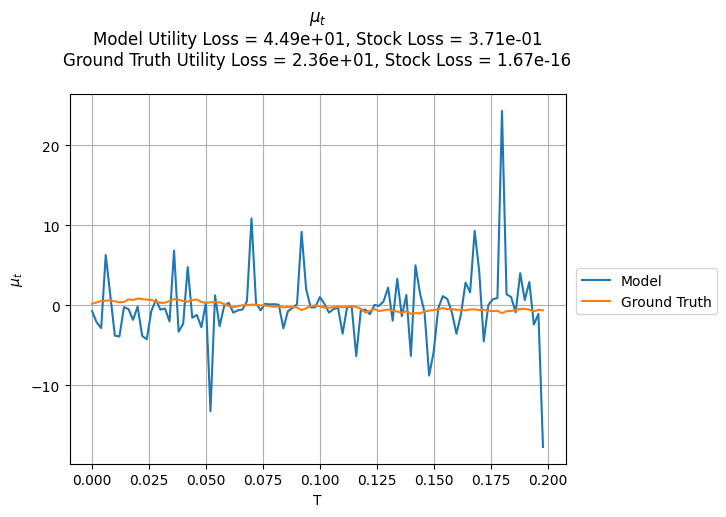 μt
Model Utility Loss = 4.49e+01, Stock Loss = 3.71e-01
Ground Truth Utility Loss = 2.36e+01, Stock Loss = 1.67e-16
20
10
0
−10
μt
0.000 0.025 0.050 0.075 0.100 0.125 0.150 0.175 0.200
T
Model
Ground Truth